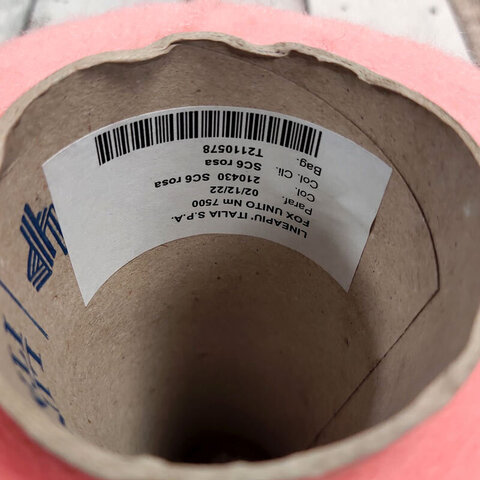 LINEAPIU' ITALIA S.P.A.
FOX UNITO Nm 7500
Paraf. 02/12/22
Col. 210430 SC6 rosa
Col. Cli. SC6 rosa
Bag. T2110578